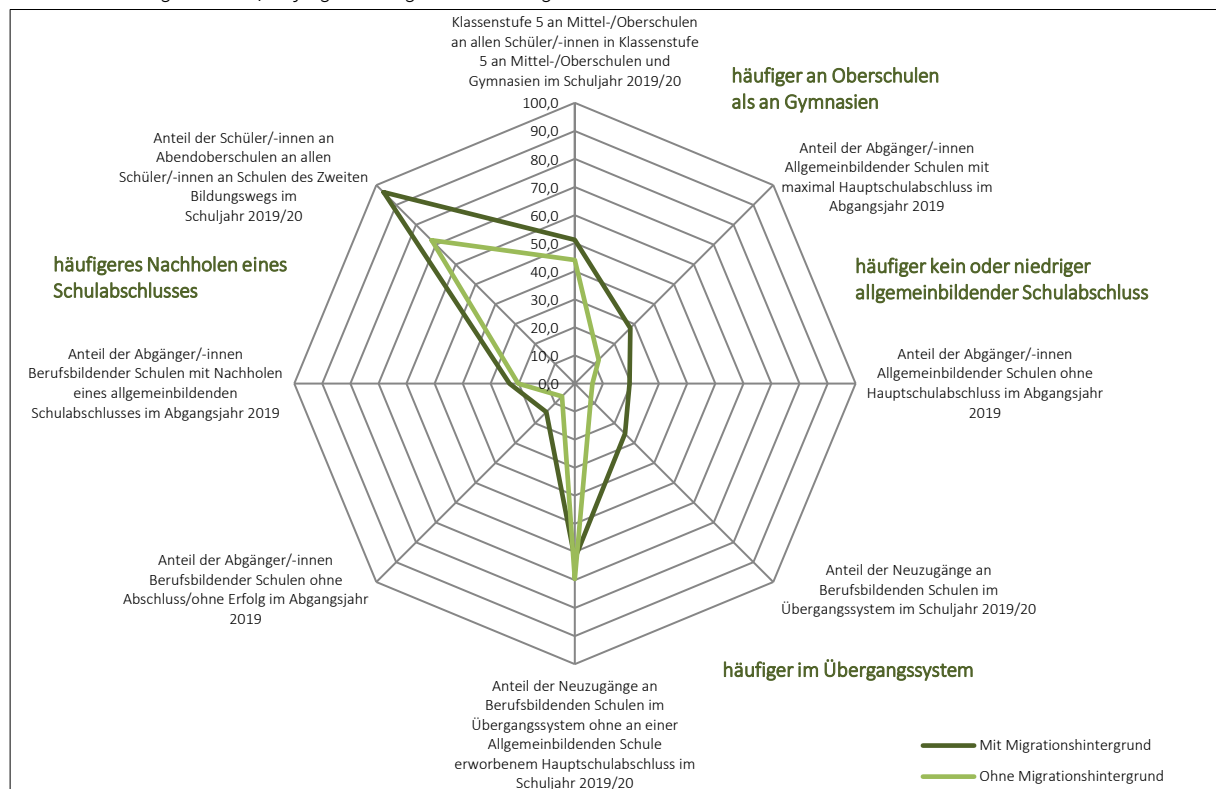 Klassenstufe 5 an Mittel-/Oberschulen
an allen Schüler/-innen in Klassenstufe
5 an Mittel-/Oberschulen und
Gymnasien im Schuljahr 2019/20
häufiger an Oberschulen
als an Gymnasien
Anteil der Abgänger/-innen
Allgemeinbildender Schulen mit
maximal Hauptschulabschluss im
Abgangsjahr 2019
häufiger kein oder niedriger
allgemeinbildender Schulabschluss
Anteil der Abgänger/-innen
Allgemeinbildender Schulen ohne
Hauptschulabschluss im Abgangsjahr
2019
Anteil der Neuzugänge an
Berufsbildenden Schulen im
Übergangssystem im Schuljahr 2019/20
häufiger im Übergangssystem
Anteil der Neuzugänge an
Berufsbildenden Schulen im
Übergangssystem ohne an einer
Allgemeinbildenden Schule
erworbenem Hauptschulabschluss im
Schuljahr 2019/20
Anteil der Abgänger/-innen
Berufsbildender Schulen ohne
Abschluss/ohne Erfolg im Abgangsjahr
2019
Anteil der Abgänger/-innen
Berufsbildender Schulen mit Nachholen
eines allgemeinbildenden
Schulabschlusses im Abgangsjahr 2019
häufigeres Nachholen eines
Schulabschlusses
Anteil der Schüler/-innen an
Abendoberschulen an allen
Schüler/-innen an Schulen des Zweiten
Bildungswegs im
Schuljahr 2019/20
100,0
90,0
80,0
70,0
60,0
50,0
40,0
30,0
20,0
10,0
0,0
Mit Migrationshintergrund
Ohne Migrationshintergrund